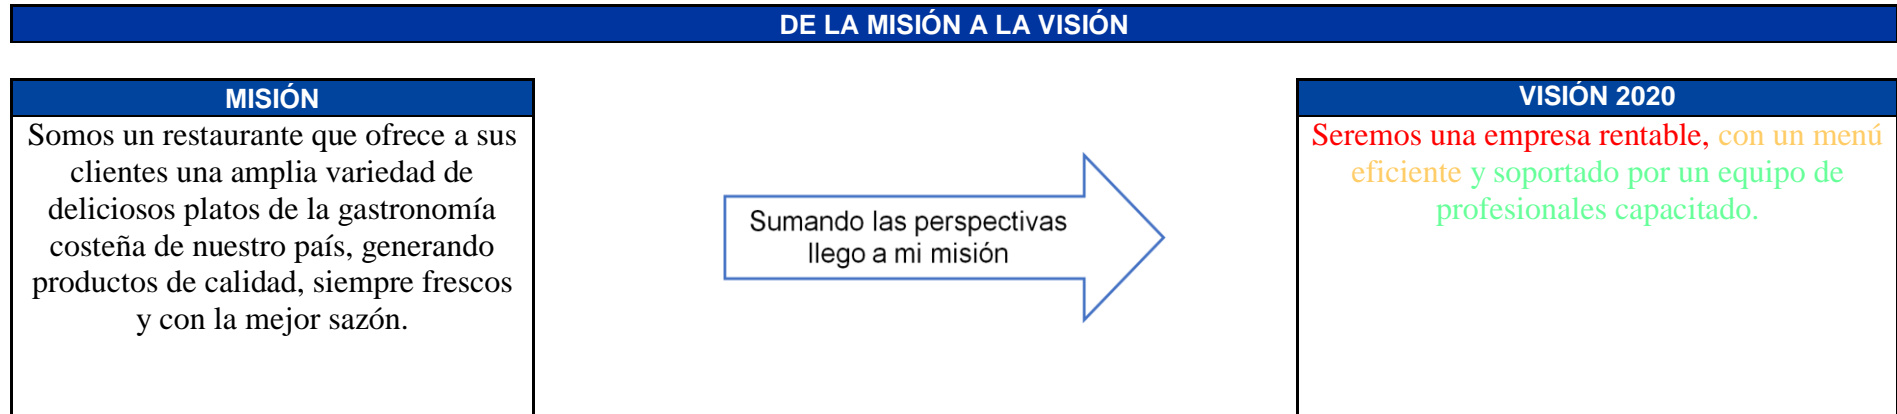 DE LA MISIÓN A LA VISIÓN
MISIÓN
Somos un restaurante que ofrece a sus
clientes una amplia variedad de
deliciosos platos de la gastronomía
costeña de nuestro país, generando
productos de calidad, siempre frescos
y con la mejor sazón.
Sumando las perspectivas
llego a mi misión
VISIÓN 2020
Seremos una empresa rentable, con un menú
eficiente y soportado por un equipo de
profesionales capacitado.